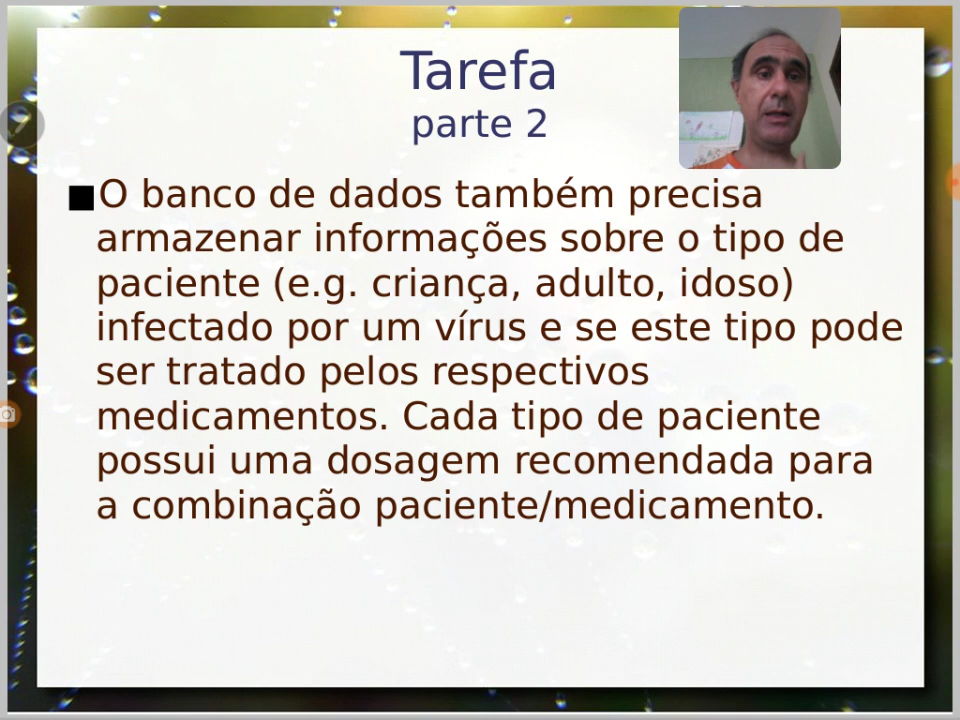 Tarefa
parte 2
■O banco de dados também precisa
armazenar informações sobre o tipo de
paciente (e.g. criança, adulto, idoso)
infectado por um vírus e se este tipo pode
ser tratado pelos respectivos
medicamentos. Cada tipo de paciente
possui uma dosagem recomendada para
a combinação paciente/medicamento.